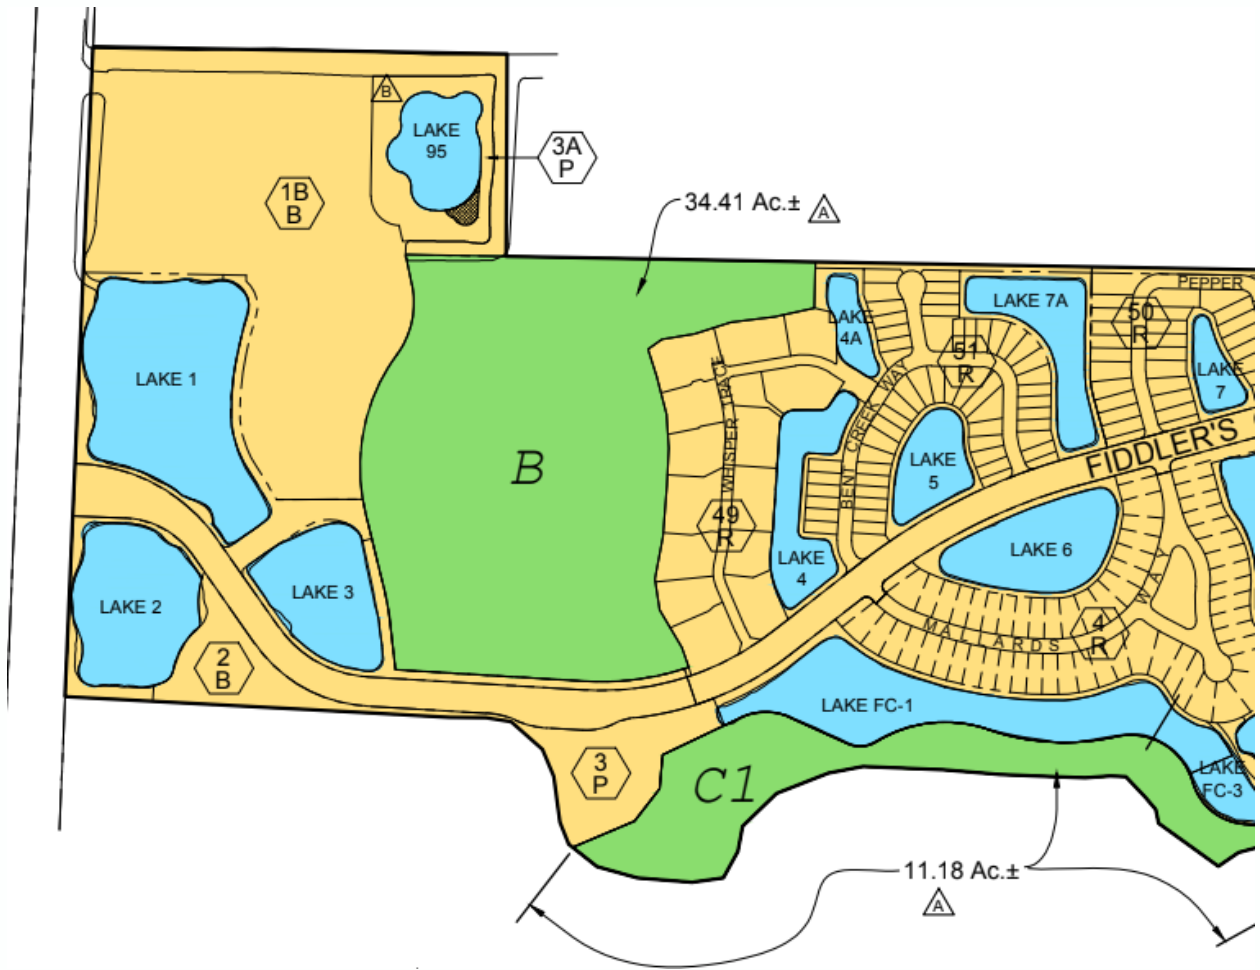 B
LAKE
95
3A
P
1B
B
34.41 Ac.±
A
LAKE 7A
PEPPER
50
R
LAKE
4A
51
R
LAKE
7
LAKE 1
WHISPER TRACE
BENT CREEK WAY
FIDDLER'S
B
LAKE
5
49
R
LAKE 6
LAKE
4
LAKE 3
LAKE 2
MALLARDS WAY
4
R
2
B
LAKE FC-1
3
P
C1
LAKE
FC-3
11.18 Ac.±
A